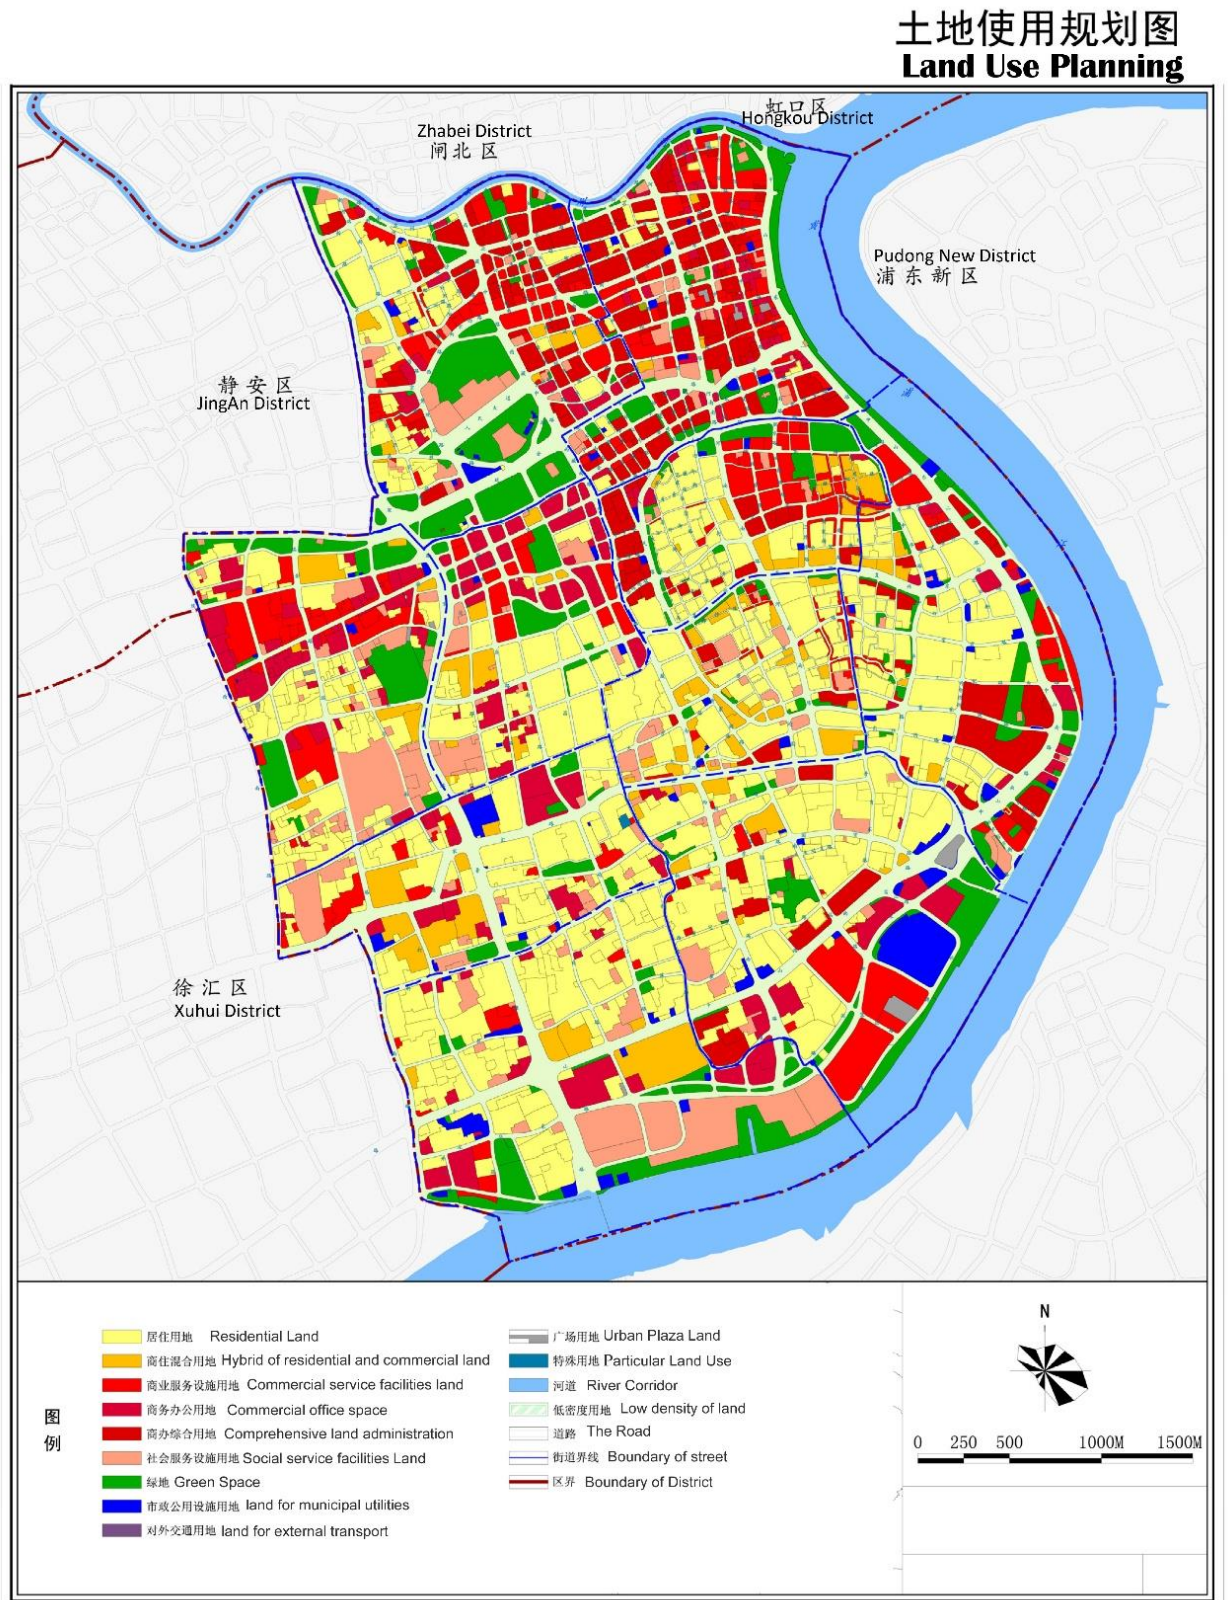 土地使用规划图
Land Use Planning
虹口区
Hongkou District
Zhabei District
闸北区
Pudong New District
浦东新区
静安区
JingAn District
徐汇区
Xuhui District
图例
居住用地 Residential Land
商住混合用地 Hybrid of residential and commercial land
商业服务设施用地 Commercial service facilities land
商务办公用地 Commercial office space
商办综合用地 Comprehensive land administration
社会服务设施用地 Social service facilities Land
绿地 Green Space
市政公用设施用地 land for municipal utilities
对外交通用地 land for external transport
广场用地 Urban Plaza Land
特殊用地 Particular Land Use
河道 River Corridor
低密度用地 Low density of land
道路 The Road
街道界线 Boundary of street
区界 Boundary of District
N
0 250 500 1000M 1500M